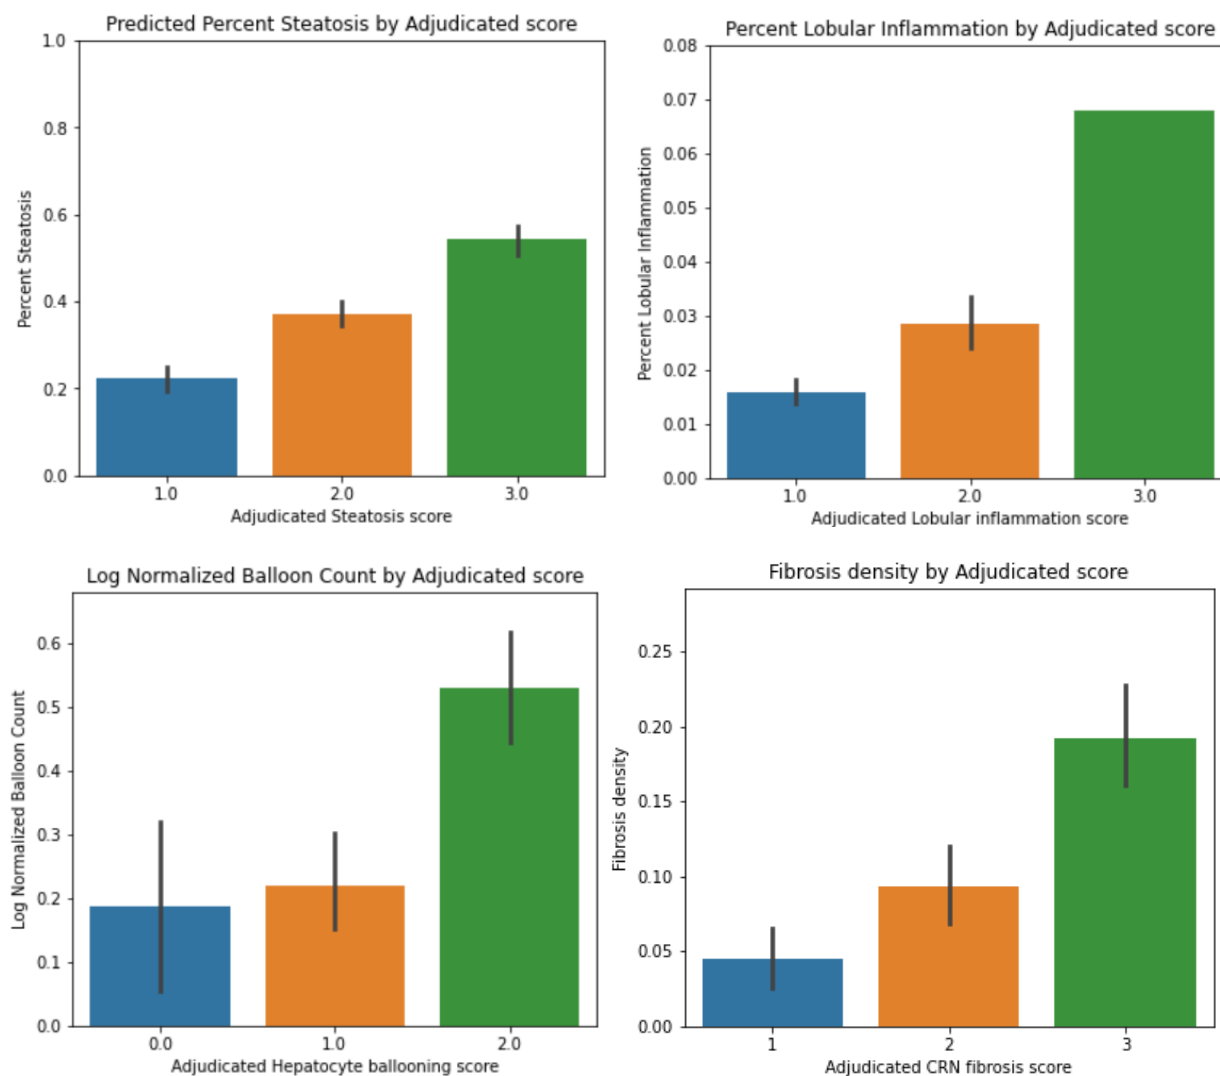 Predicted Percent Steatosis by Adjudicated score
1.0
0.8
0.6
0.4
0.2
0.0
Percent Steatosis
1.0 2.0 3.0
Adjudicated Steatosis score
Percent Lobular Inflammation by Adjudicated score
0.08
0.07
0.06
0.05
0.04
0.03
0.02
0.01
0.00
Percent Lobular Inflammation
1.0 2.0 3.0
Adjudicated Lobular inflammation score
Log Normalized Balloon Count by Adjudicated score
0.6
0.5
0.4
0.3
0.2
0.1
0.0
Log Normalized Balloon Count
0.0 1.0 2.0
Adjudicated Hepatocyte ballooning score
Fibrosis density by Adjudicated score
0.25
0.20
0.15
0.10
0.05
0.00
Fibrosis density
1 2 3
Adjudicated CRN fibrosis score